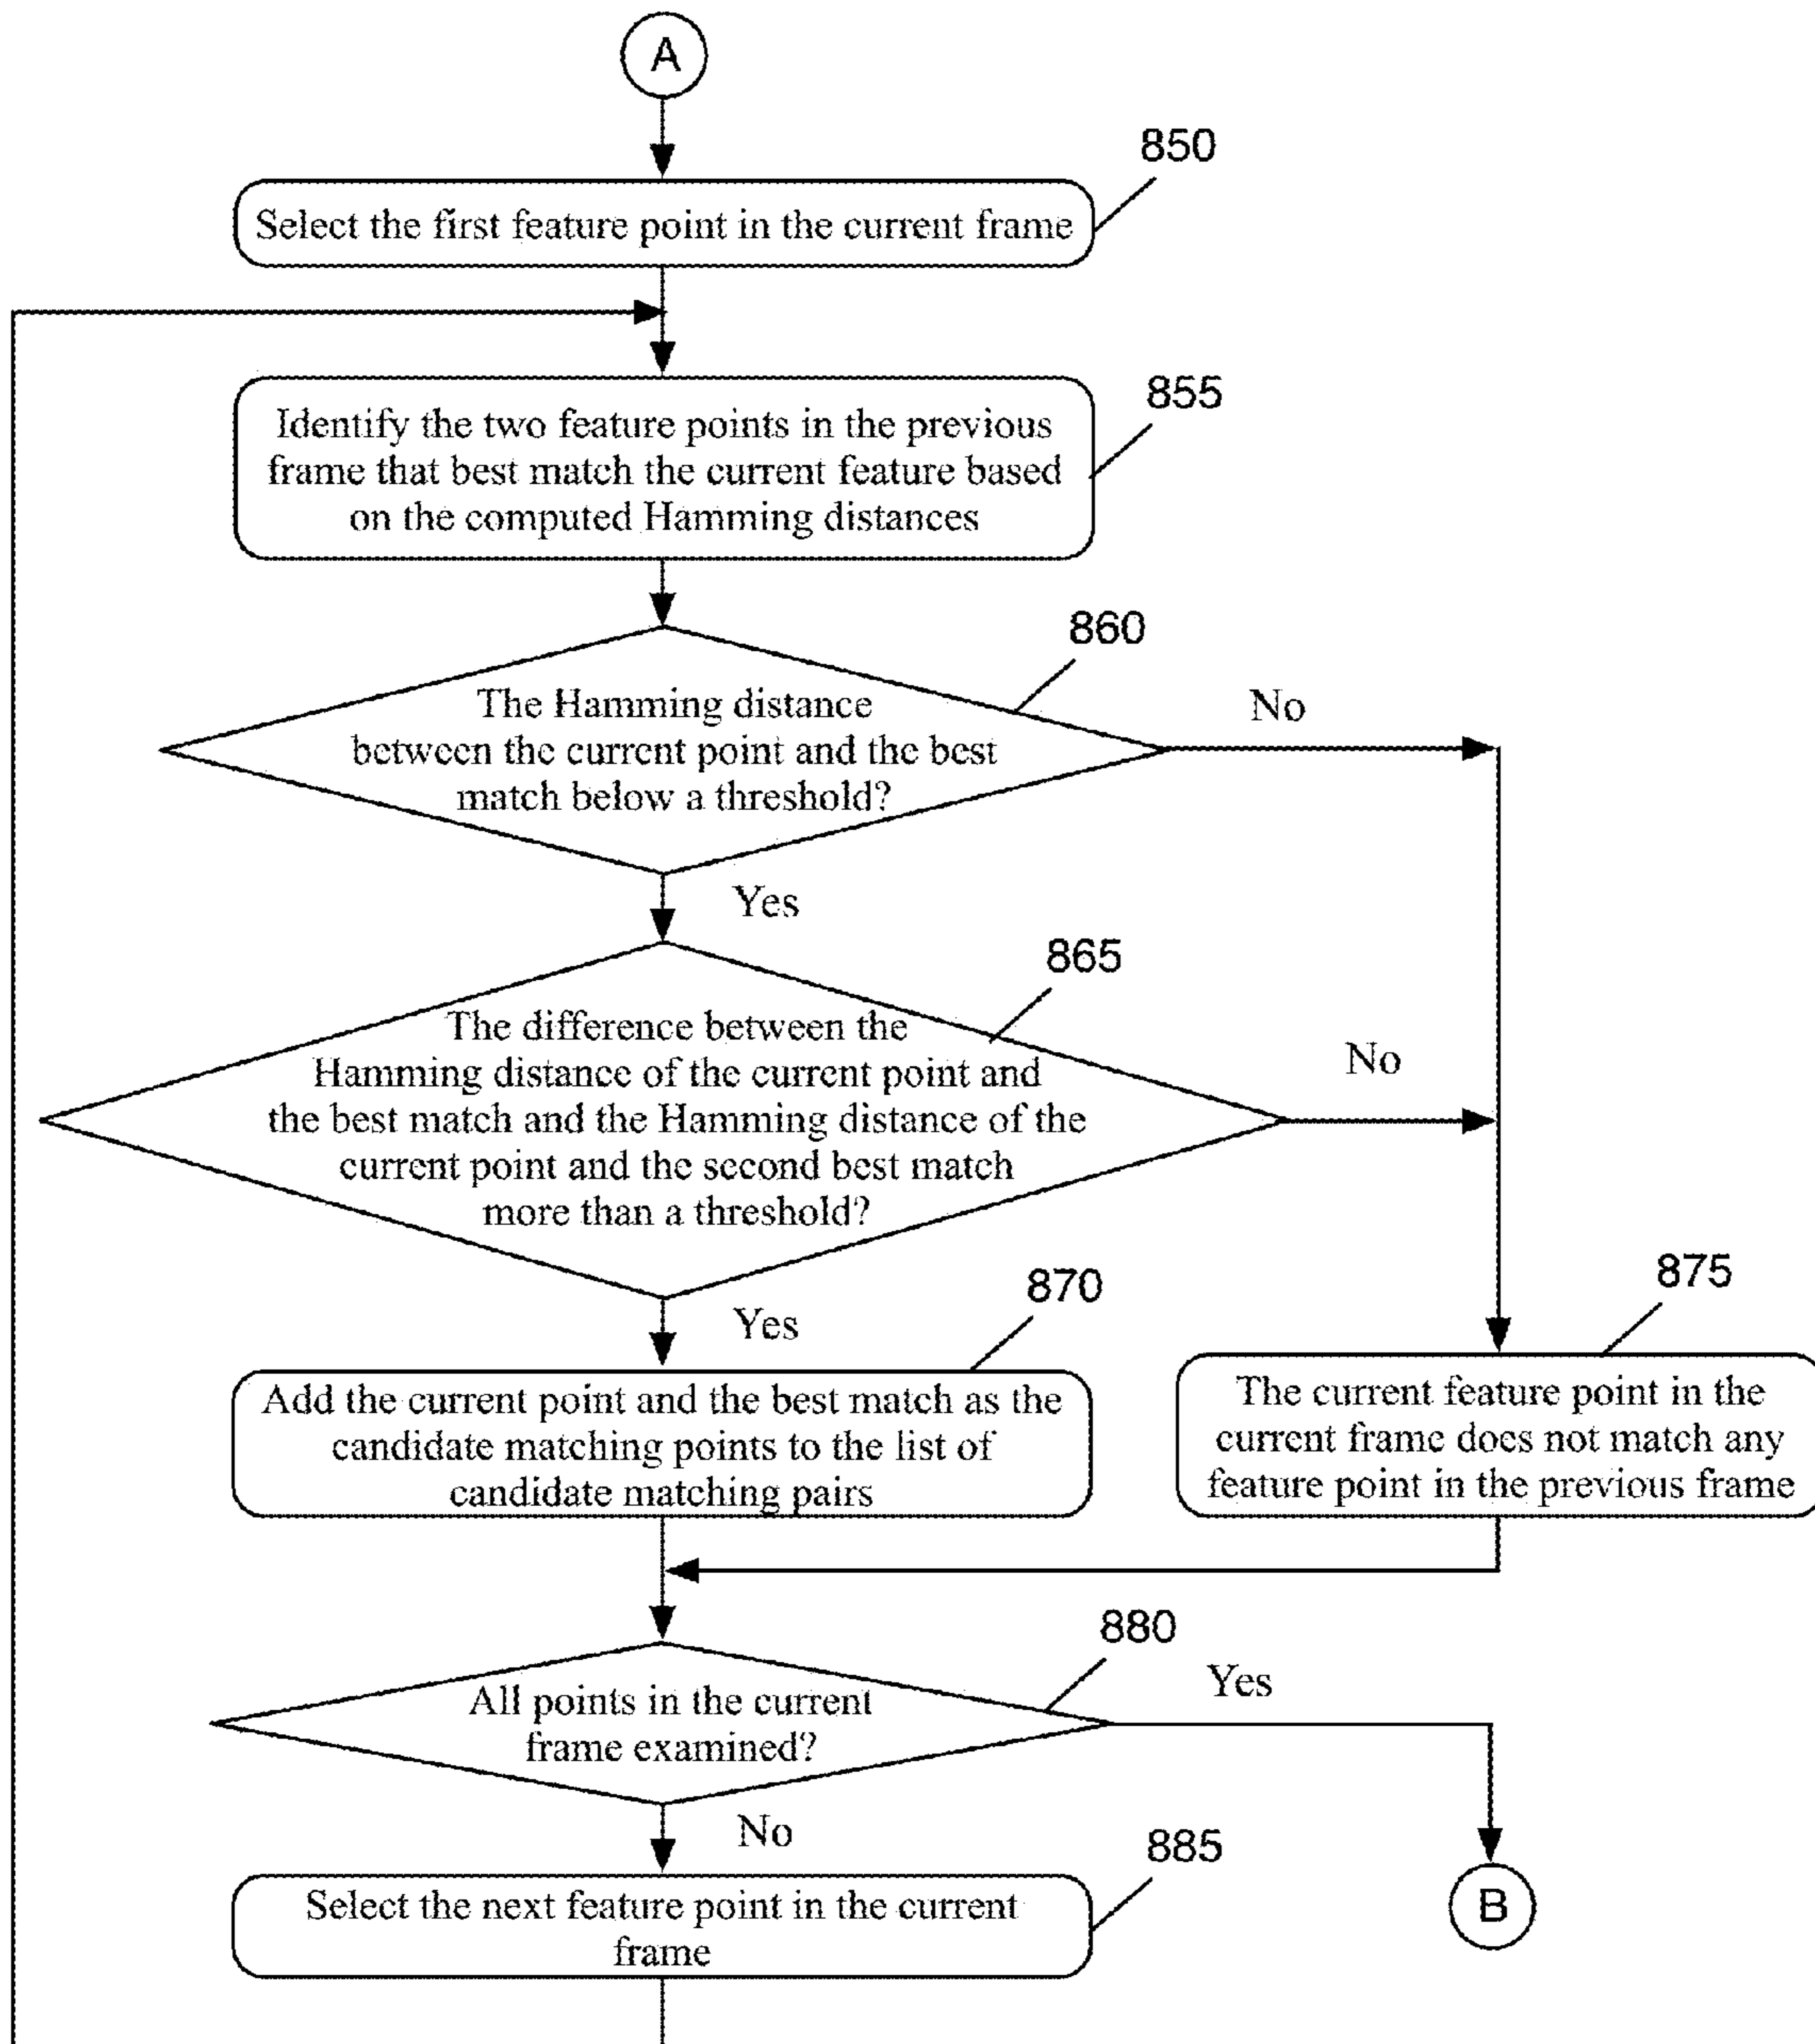 A
850
Select the first feature point in the current frame
855
Identify the two feature points in the previous
frame that best match the current feature based
on the computed Hamming distances
860
The Hamming distance
between the current point and the best
match below a threshold?
No
Yes
865
The difference between the
Hamming distance of the current point and
the best match and the Hamming distance of the
current point and the second best match
more than a threshold?
No
Yes
870
Add the current point and the best match as the
candidate matching points to the list of
candidate matching pairs
875
The current feature point in the
current frame does not match any
feature point in the previous frame
880
All points in the current
frame examined?
Yes
No
885
Select the next feature point in the current
frame
B